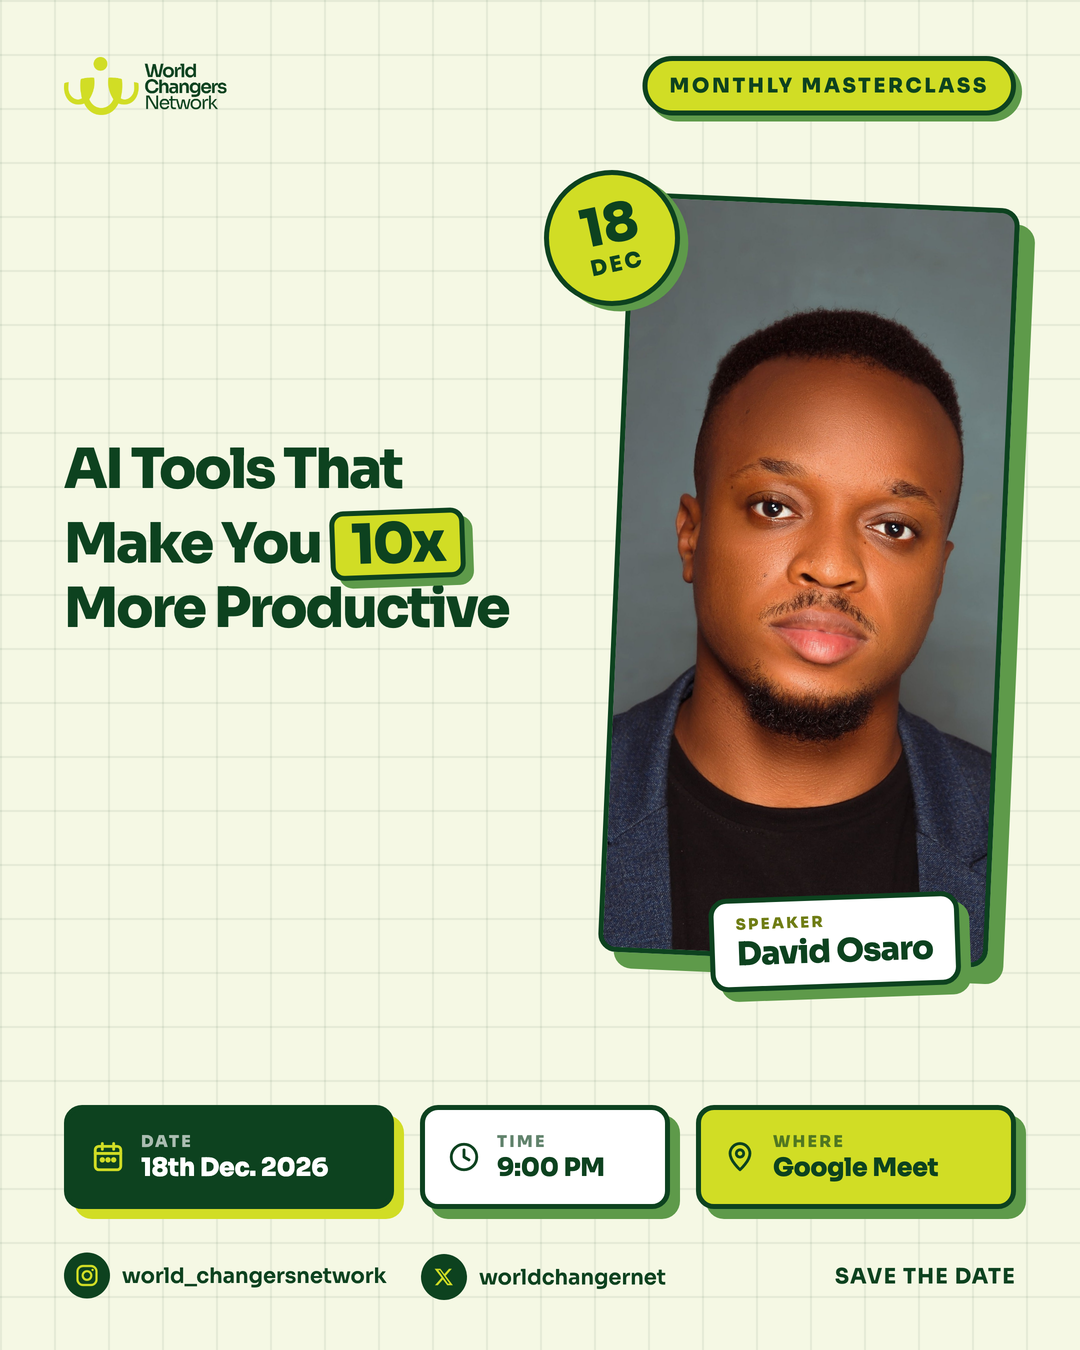 World
Changers
Network
MONTHLY MASTERCLASS
18
DEC
AI Tools That
Make You 10x
More Productive
SPEAKER
David Osaro
DATE
18th Dec. 2026
TIME
9:00 PM
WHERE
Google Meet
world_changersnetwork
worldchangernet
SAVE THE DATE